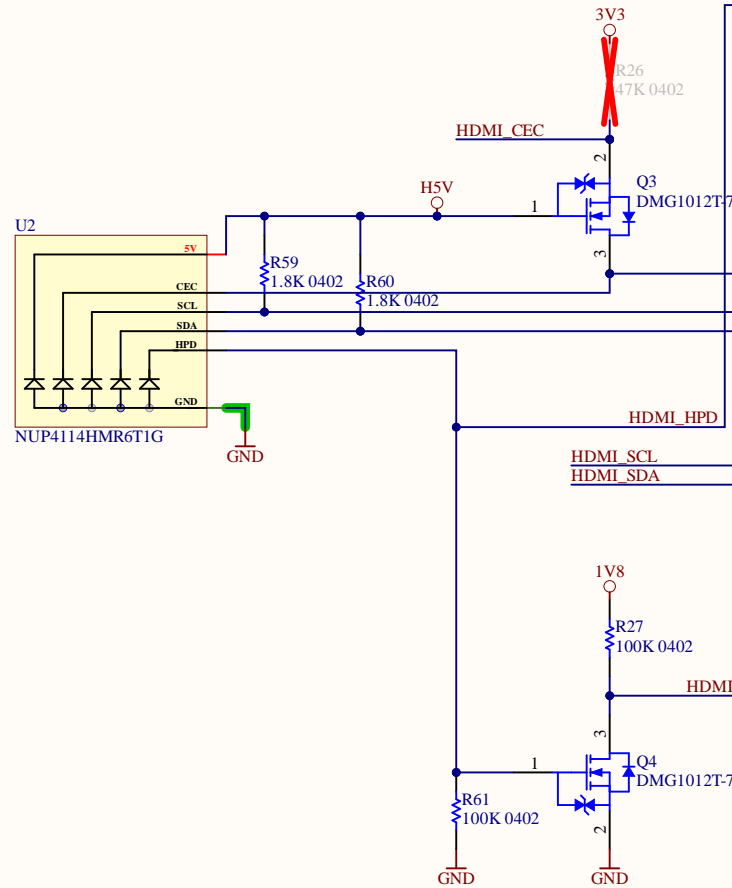 3V3
R26
47K 0402
HDMI_CEC
2
Q3
H5V
DMG1012T-7
1
U2
5V
3
R59
1.8K 0402
R60
1.8K 0402
CEC
SCL
SDA
HPD
GND
HDMI_HPD
NUP4114HMR6T1G
GND
HDMI_SCL
HDMI_SDA
1V8
R27
100K 0402
HDMI
3
1
Q4
DMG1012T-7
R61
100K 0402
2
GND
GND